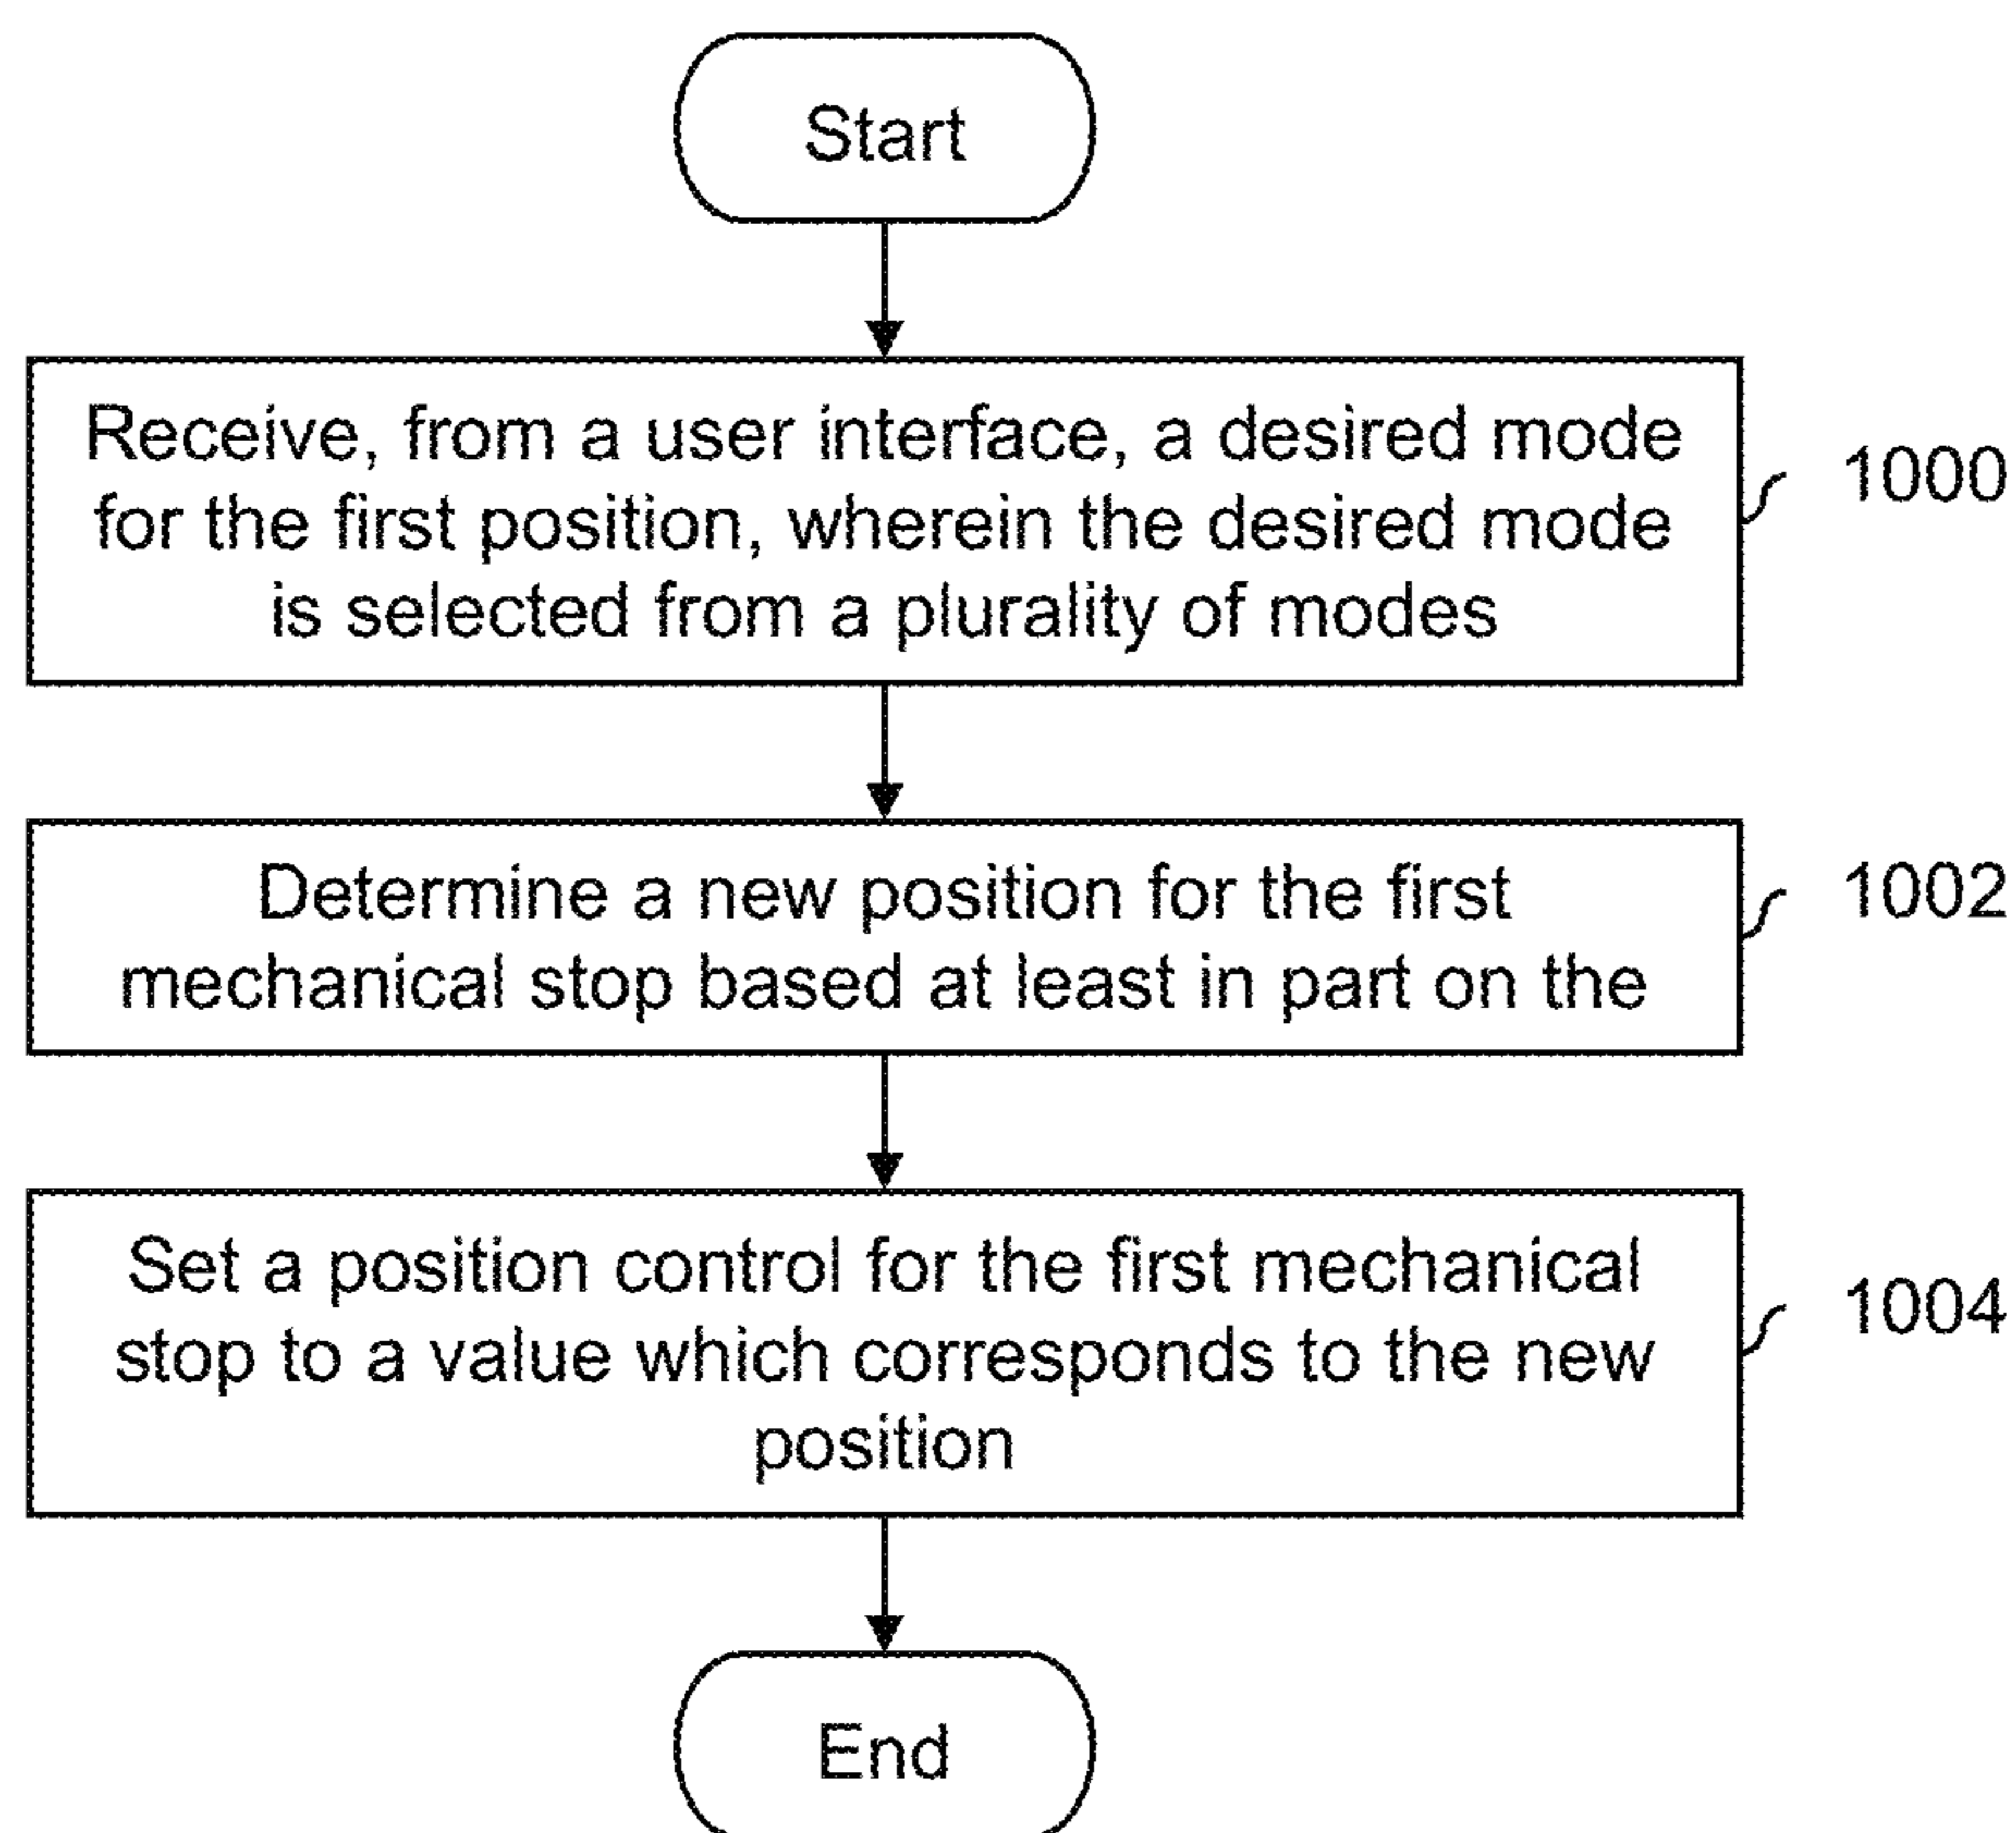 Start
Receive, from a user interface, a desired mode
for the first position, wherein the desired mode
is selected from a plurality of modes
1000
Determine a new position for the first
mechanical stop based at least in part on the
1002
Set a position control for the first mechanical
stop to a value which corresponds to the new
position
1004
End